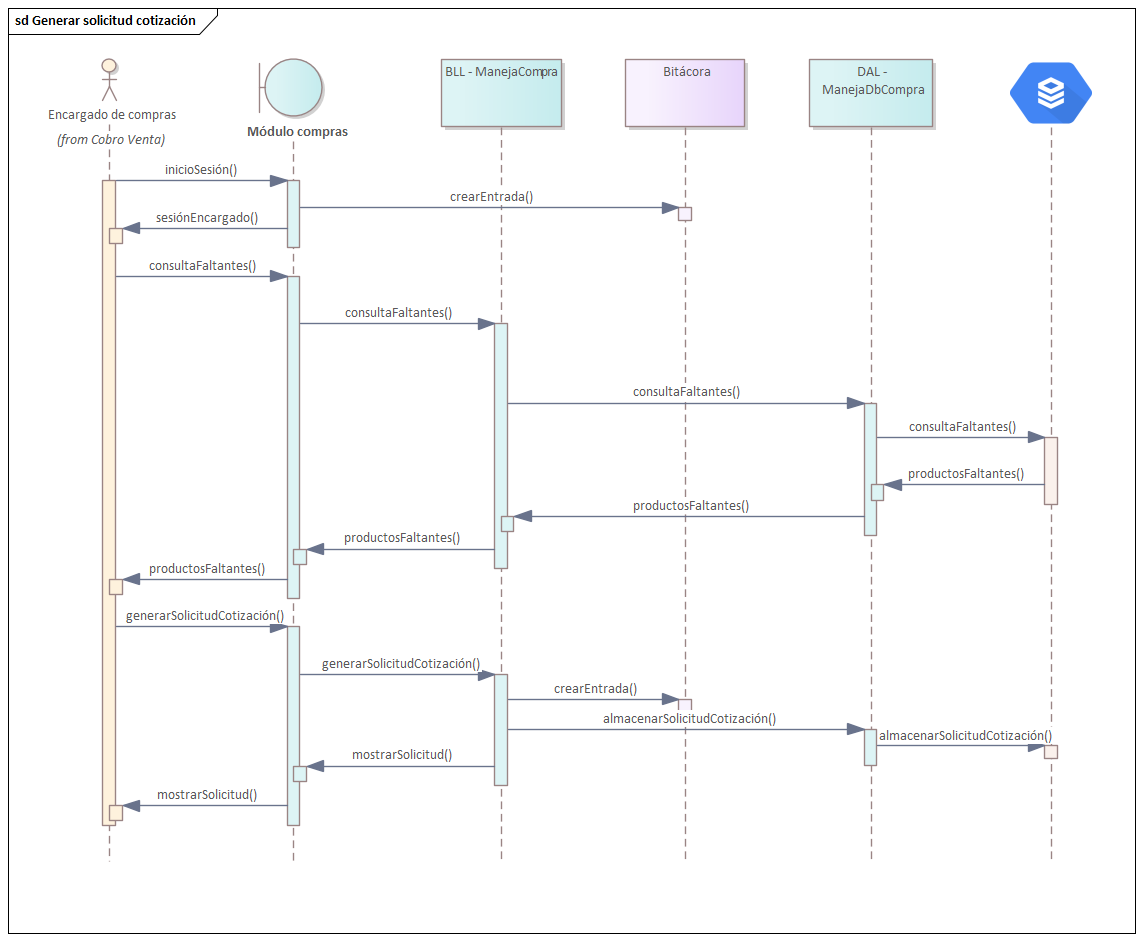 sd Generar solicitud cotización
Encargado de compras
(from Cobro Venta)
Módulo compras
BLL - ManejaCompra
Bitácora
DAL -
ManejaDbCompra
inicioSesión()
crearEntrada()
sesiónEncargado()
consultaFaltantes()
consultaFaltantes()
consultaFaltantes()
consultaFaltantes()
productosFaltantes()
productosFaltantes()
productosFaltantes()
productosFaltantes()
generarSolicitudCotización()
generarSolicitudCotización()
crearEntrada()
almacenarSolicitudCotización()
almacenarSolicitudCotización()
mostrarSolicitud()
mostrarSolicitud()